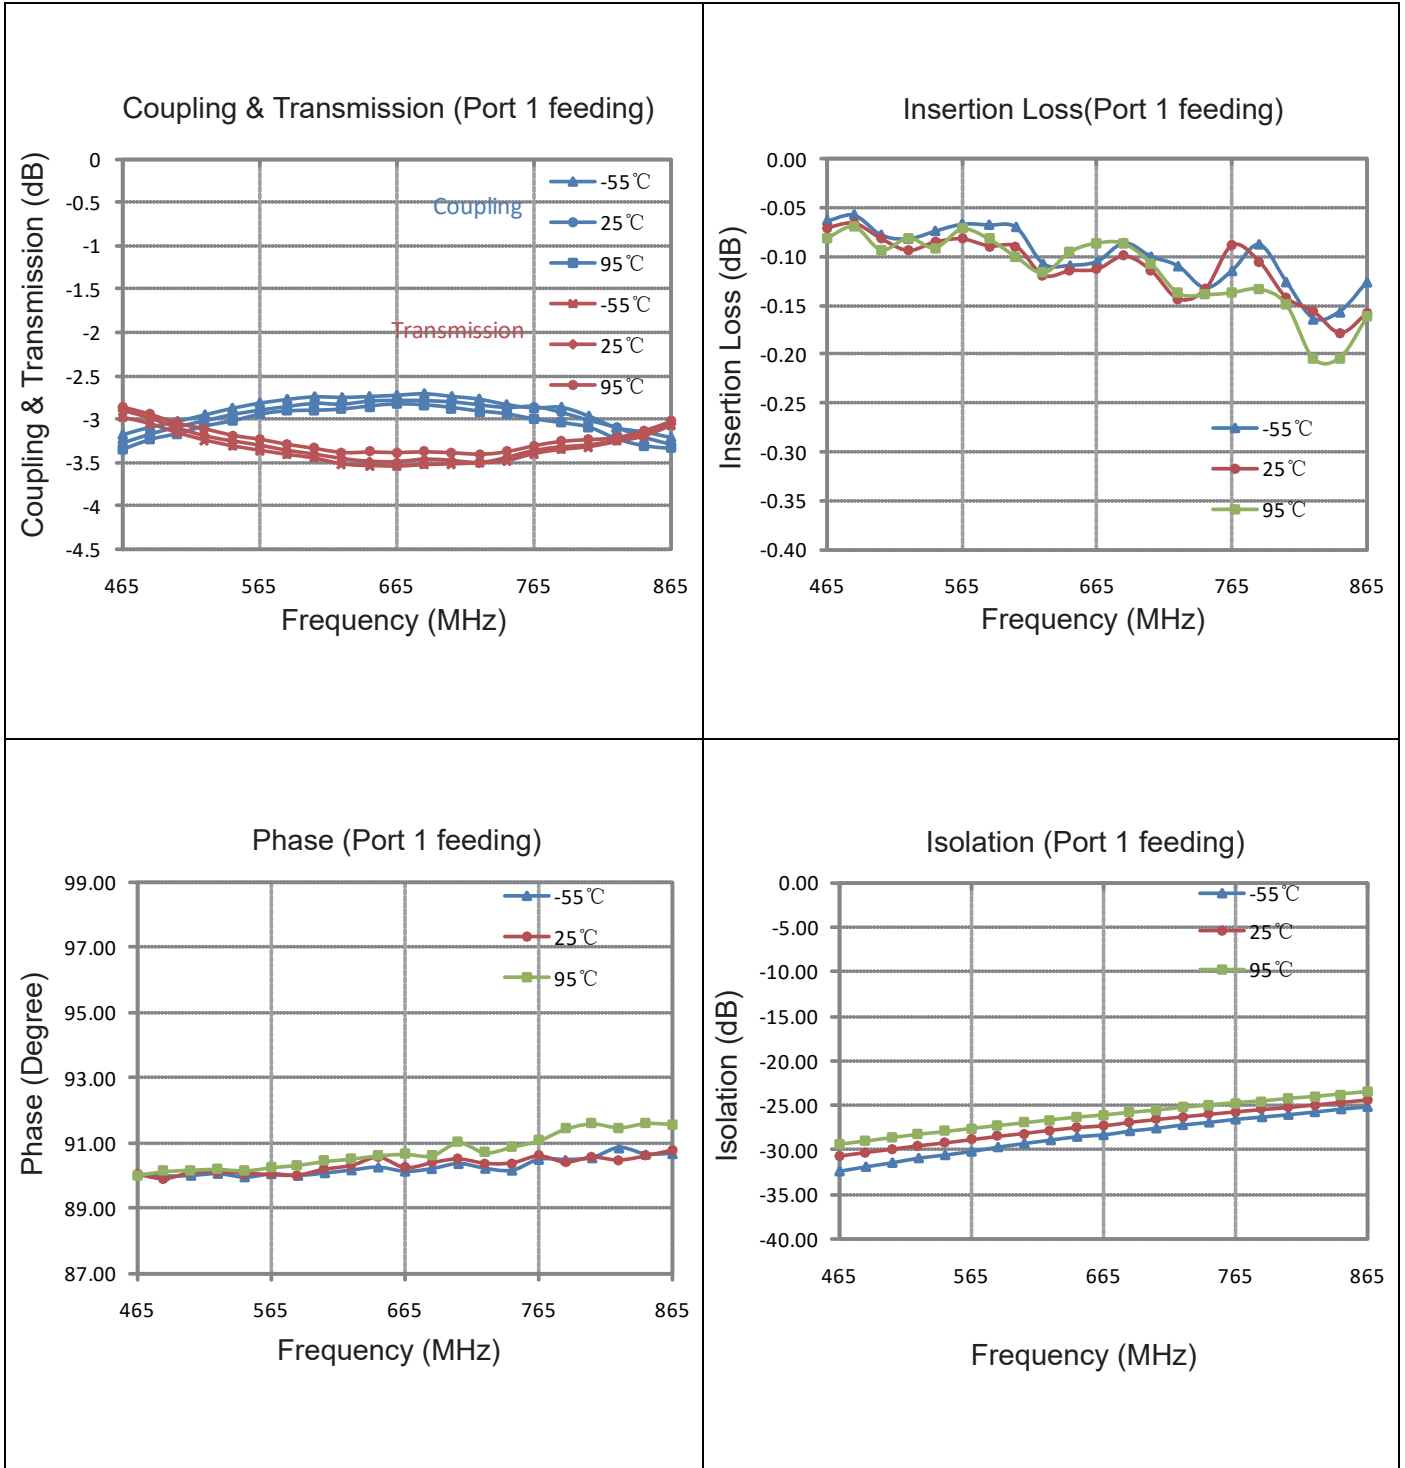 Coupling & Transmission (Port 1 feeding)
Coupling & Transmission (dB)
0
-0.5
-1
-1.5
-2
-2.5
-3
-3.5
-4
-4.5
Coupling
Transmission
-55℃
25℃
95℃
-55℃
25℃
95℃
465 565 665 765 865
Frequency (MHz)
Insertion Loss(Port 1 feeding)
Insertion Loss (dB)
0.00
-0.05
-0.10
-0.15
-0.20
-0.25
-0.30
-0.35
-0.40
-55℃
25℃
95℃
465 565 665 765 865
Frequency (MHz)
Phase (Port 1 feeding)
Phase (Degree)
99.00
97.00
95.00
93.00
91.00
89.00
87.00
-55℃
25℃
95℃
465 565 665 765 865
Frequency (MHz)
Isolation (Port 1 feeding)
Isolation (dB)
0.00
-5.00
-10.00
-15.00
-20.00
-25.00
-30.00
-35.00
-40.00
-55℃
25℃
95℃
465 565 665 765 865
Frequency (MHz)